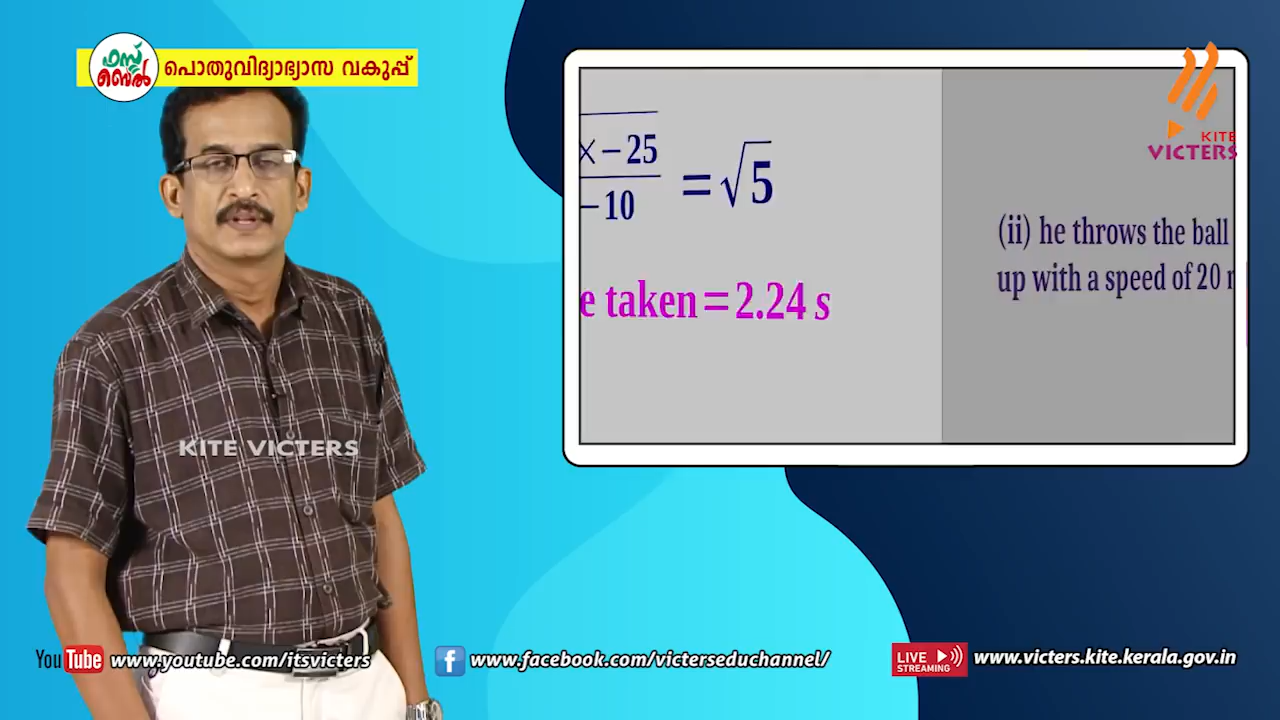 ഫസ്റ്റ്
ബെൽ
പൊതുവിദ്യാഭ്യാസ വകുപ്പ്
KITE
VICTERS
× – 25
– 10
= √5
e taken = 2.24 s
(ii) he throws the ball
up with a speed of 20
KITE VICTERS
YouTube www.youtube.com/itsvicters
f www.facebook.com/victerseduchannel/
LIVE
STREAMING
www.victers.kite.kerala.gov.in